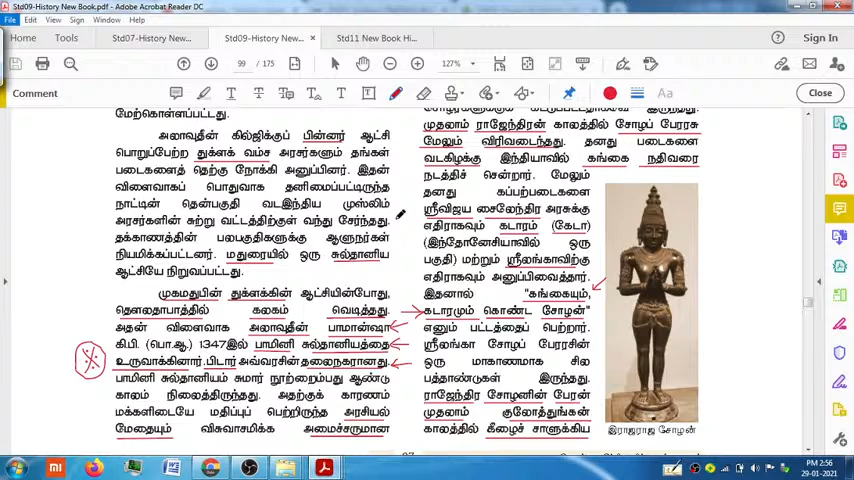 Std09-History New Book.pdf - Adobe Acrobat Reader DC
File Edit View Sign Window Help
Home Tools Std07-History New... Std09-History New... × Std11 New Book Hi... Sign In
99 / 175 127%
Comment Close
மேற்கொள்ளப்பட்டது.
அலாவுதீன் கில்ஜிக்குப் பின்னர் ஆட்சி
பொறுப்பேற்ற துக்ளக் வம்ச அரசர்களும் தங்கள்
படைகளைத் தெற்கு நோக்கி அனுப்பினர். இதன்
விளைவாகப் பொதுவாக தனிமைப்பட்டிருந்த
நாட்டின் தென்பகுதி வடஇந்திய முஸ்லிம்
அரசர்களின் சுற்று வட்டத்திற்குள் வந்து சேர்ந்தது.
தக்காணத்தின் பலபகுதிகளுக்கு ஆளுநர்கள்
நியமிக்கப்பட்டனர். மதுரையில் ஒரு சுல்தானிய
ஆட்சியே நிறுவப்பட்டது.
முகமதுபின் துக்ளக்கின் ஆட்சியின்போது,
தௌலதாபாத்தில் கலகம் வெடித்தது.
அதன் விளைவாக அலாவுதீன் பாமான்ஷா
கி.பி. (பொ.ஆ.) 1347இல் பாமினி சுல்தானியத்தை
உருவாக்கினார். பிடார் அவ்வரசின் தலைநகரானது.
பாமினி சுல்தானியம் சுமார் நூற்றைம்பது ஆண்டு
காலம் நிலைத்திருந்தது. அதற்குக் காரணம்
மக்களிடையே மதிப்புப் பெற்றிருந்த அரசியல்
மேதையும் விசுவாசமிக்க அமைச்சருமான
முதலாம் ராஜேந்திரன் காலத்தில் சோழப் பேரரசு
மேலும் விரிவடைந்தது. தனது படைகளை
வடகிழக்கு இந்தியாவில் கங்கை நதிவரை
நடத்திச் சென்றார். மேலும்
தனது கப்பற்படைகளை
ஸ்ரீவிஜய சைலேந்திர அரசுக்கு
எதிராகவும் கடாரம் (கேடா)
(இந்தோனேசியாவில் ஒரு
பகுதி) மற்றும் ஸ்ரீலங்காவிற்கு
எதிராகவும் அனுப்பிவைத்தார்.
இதனால் "கங்கையும்,
கடாரமும் கொண்ட சோழன்"
எனும் பட்டத்தைப் பெற்றார்.
ஸ்ரீலங்கா சோழப் பேரரசின்
ஒரு மாகாணமாக சில
பத்தாண்டுகள் இருந்தது.
ராஜேந்திர சோழனின் பேரன்
முதலாம் குலோத்துங்கன்
காலத்தில் கீழைச் சாளுக்கிய
இராஜராஜ சோழன்
PM 2:56
29-01-2021